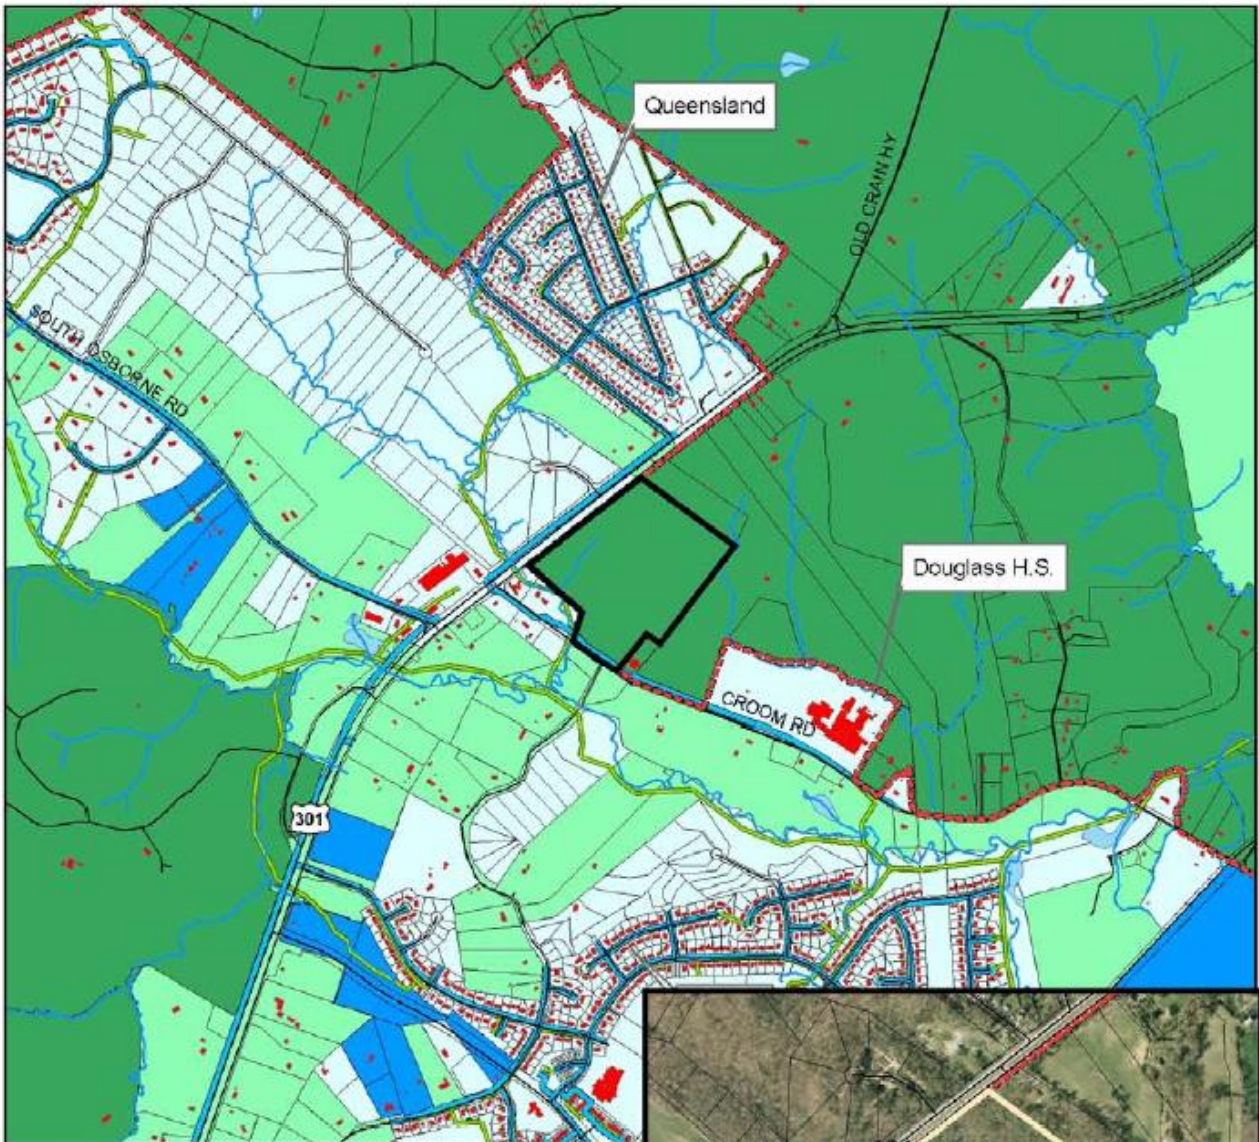 Queensland
OLD CRAIN HY
SOUTH OSBORNE RD
Douglass H.S.
CROOM RD
301